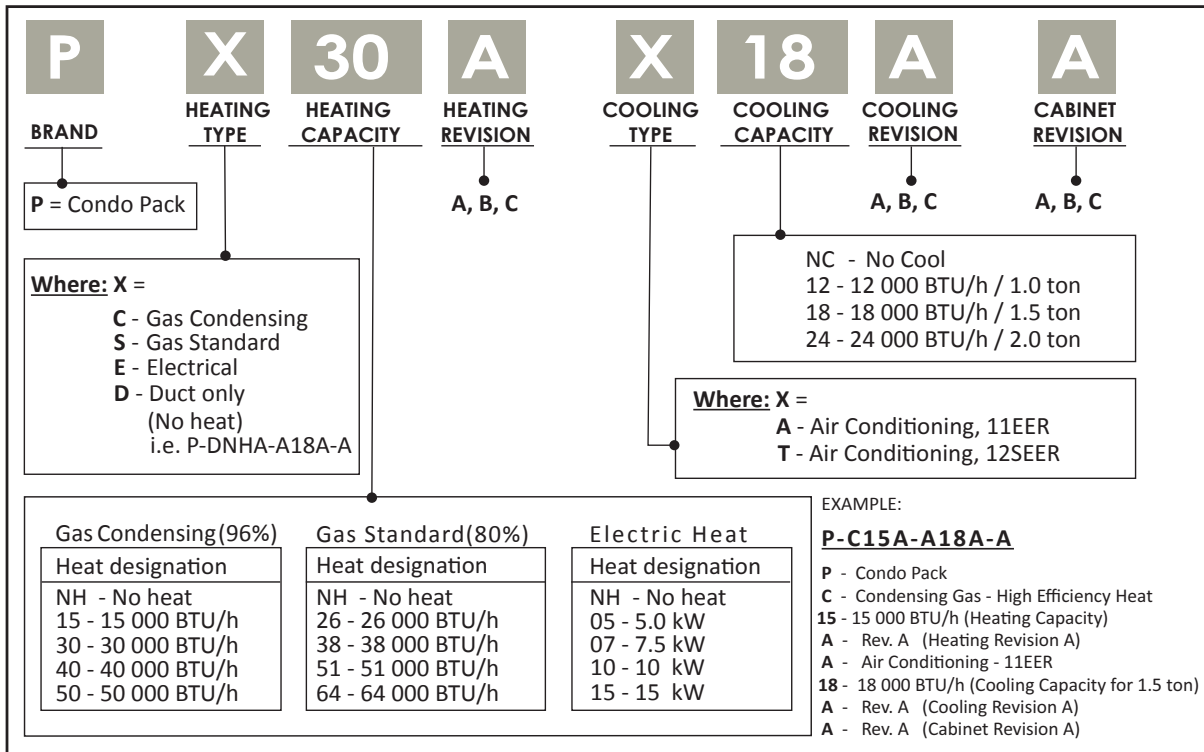 P X 30 A X 18 A A
BRAND
HEATING
TYPE
HEATING
CAPACITY
HEATING
REVISION
COOLING
TYPE
COOLING
CAPACITY
COOLING
REVISION
CABINET
REVISION
P = Condo Pack
A, B, C
A, B, C
A, B, C
Where: X =
C - Gas Condensing
S - Gas Standard
E - Electrical
D - Duct only
(No heat)
i.e. P-DNHA-A18A-A
NC - No Cool
12 - 12 000 BTU/h / 1.0 ton
18 - 18 000 BTU/h / 1.5 ton
24 - 24 000 BTU/h / 2.0 ton
Where: X =
A - Air Conditioning, 11EER
T - Air Conditioning, 12SEER
Gas Condensing(96%)
Heat designation
NH - No heat
15 - 15 000 BTU/h
30 - 30 000 BTU/h
40 - 40 000 BTU/h
50 - 50 000 BTU/h
Gas Standard(80%)
Heat designation
NH - No heat
26 - 26 000 BTU/h
38 - 38 000 BTU/h
51 - 51 000 BTU/h
64 - 64 000 BTU/h
Electric Heat
Heat designation
NH - No heat
05 - 5.0 kW
07 - 7.5 kW
10 - 10 kW
15 - 15 kW
EXAMPLE:
P-C15A-A18A-A
P - Condo Pack
C - Condensing Gas - High Efficiency Heat
15 - 15 000 BTU/h (Heating Capacity)
A - Rev. A (Heating Revision A)
A - Air Conditioning - 11EER
18 - 18 000 BTU/h (Cooling Capacity for 1.5 ton)
A - Rev. A (Cooling Revision A)
A - Rev. A (Cabinet Revision A)